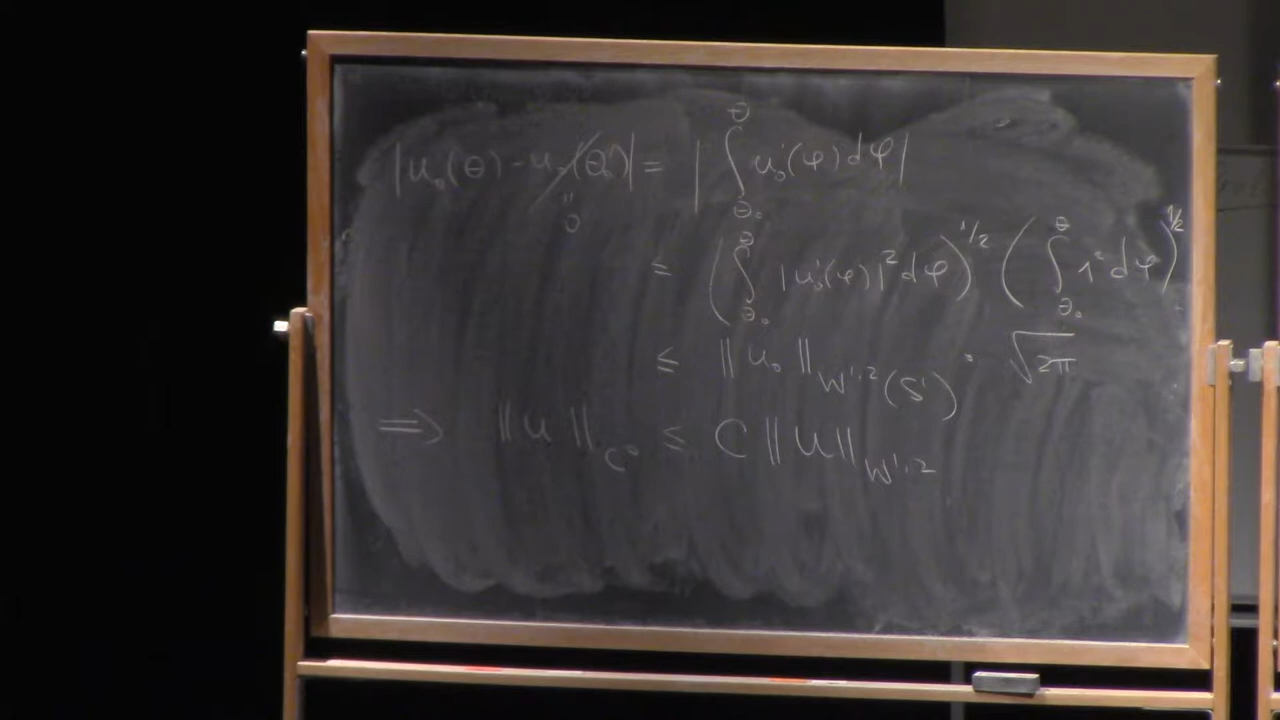 |u₀(θ) - u₀(θ₀)| = | ∫_{θ₀}^{θ} u₀'(φ) dφ |
"
0
≤ ( ∫_{θ₀}^{θ} |u₀'(φ)|² dφ )^{1/2} ( ∫_{θ₀}^{θ} 1² dφ )^{1/2}
≤ ‖u₀‖_{W^{1,2}(S¹)} · √2π
⟹ ‖u‖_{C⁰} ≤ C ‖u‖_{W^{1,2}}